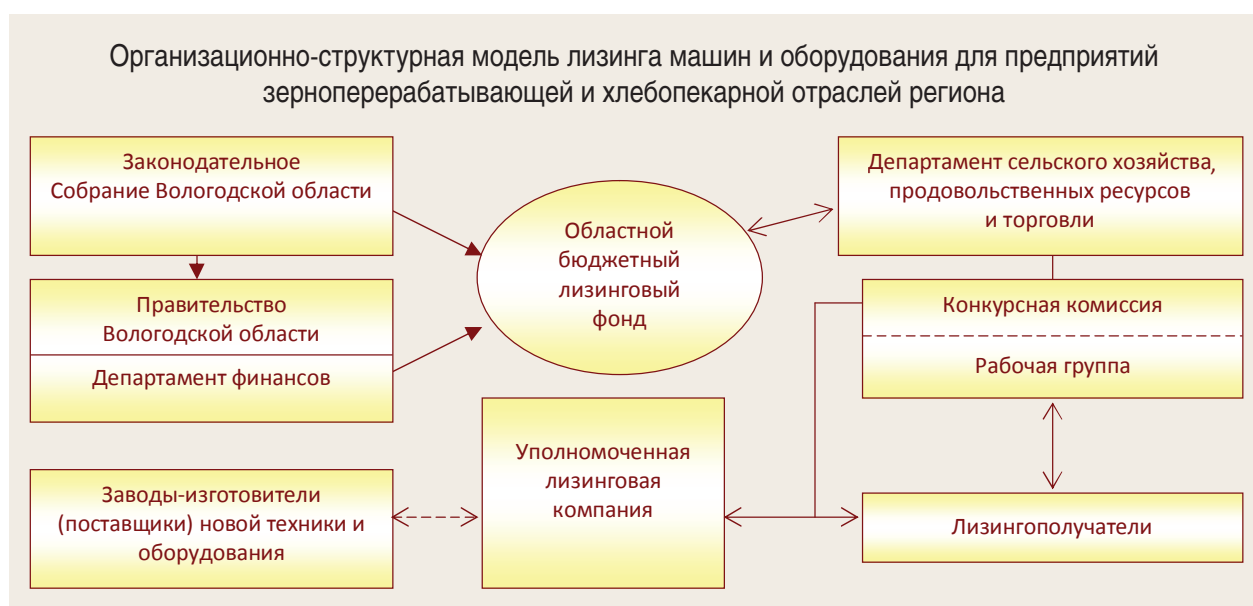 Организационно-структурная модель лизинга машин и оборудования для предприятий
зерноперерабатывающей и хлебопекарной отраслей региона
Законодательное
Собрание Вологодской области
Правительство
Вологодской области
Департамент финансов
Областной
бюджетный
лизинговый
фонд
Департамент сельского хозяйства,
продовольственных ресурсов
и торговли
Конкурсная комиссия
Рабочая группа
Заводы-изготовители
(поставщики) новой техники и
оборудования
Уполномоченная
лизинговая
компания
Лизингополучатели